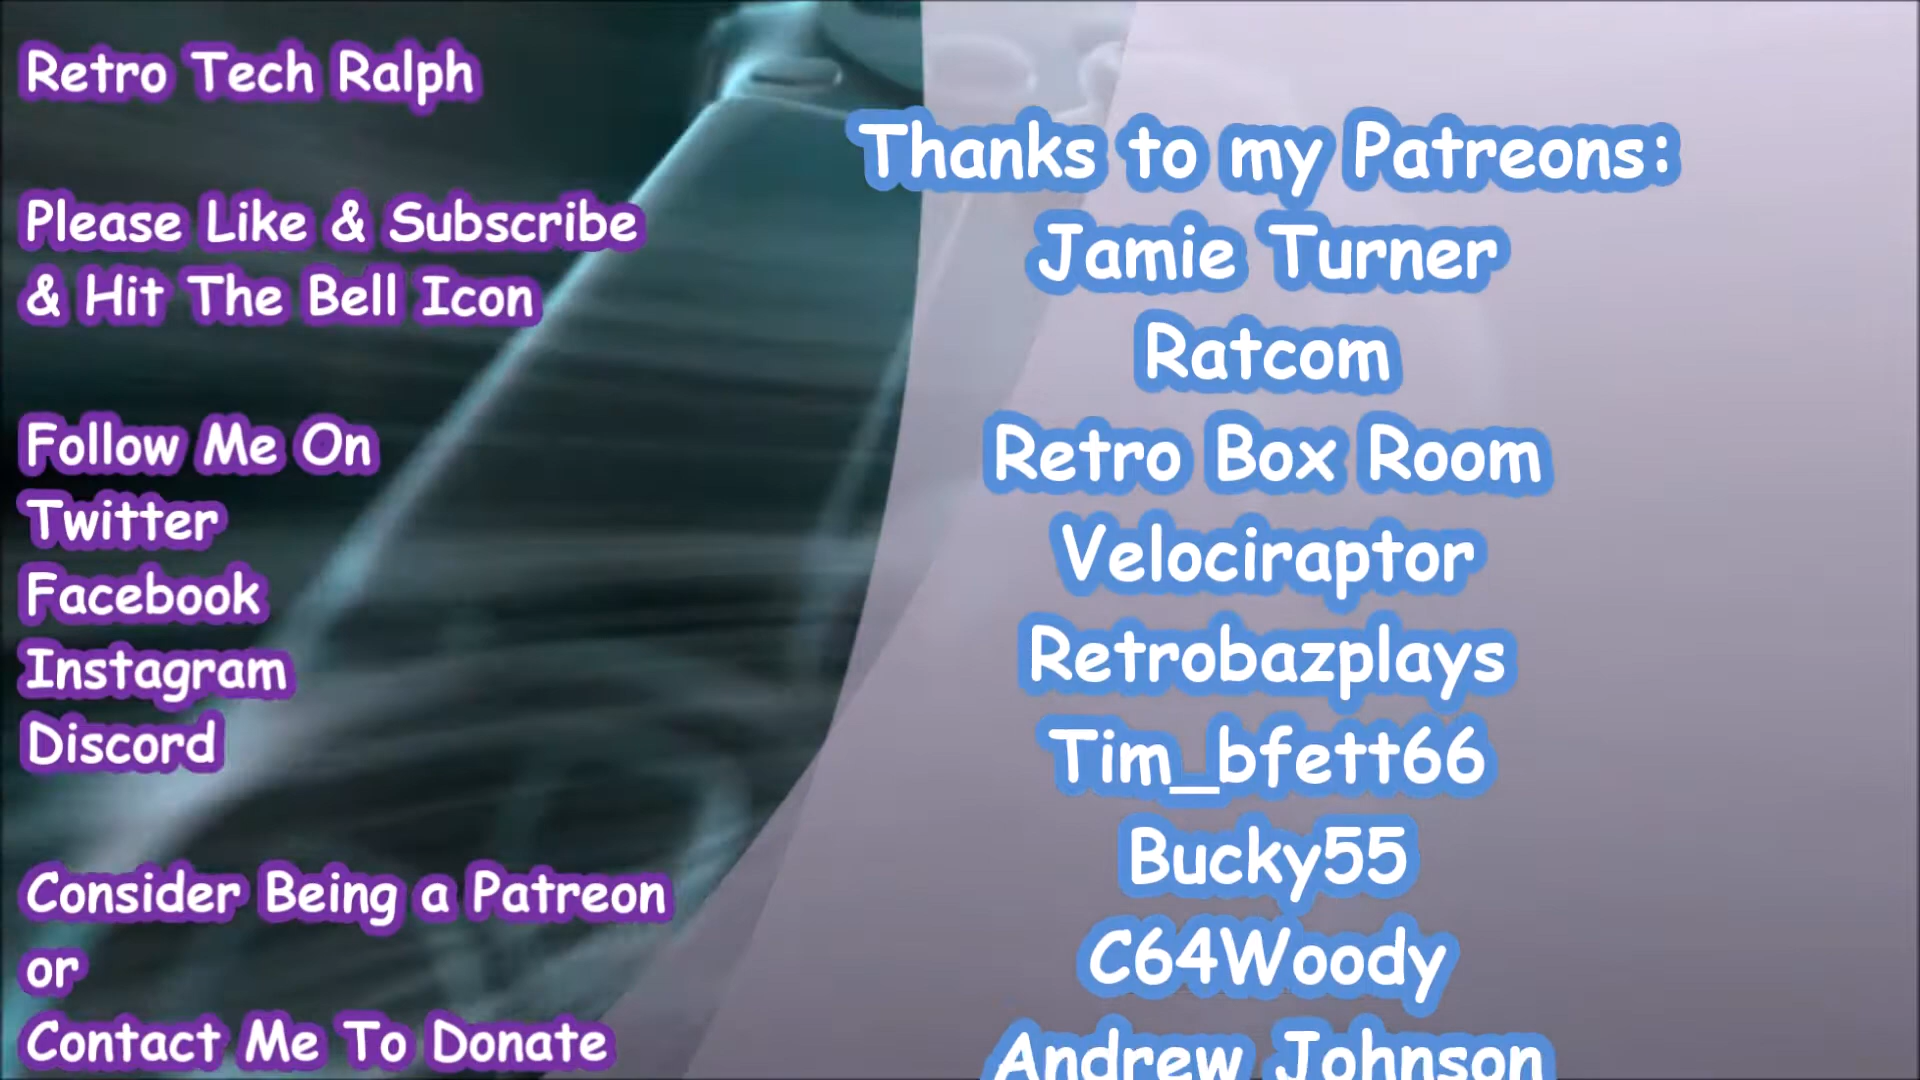 Retro Tech Ralph
Please Like & Subscribe
& Hit The Bell Icon
Follow Me On
Twitter
Facebook
Instagram
Discord
Consider Being a Patreon
or
Contact Me To Donate
Thanks to my Patreons:
Jamie Turner
Ratcom
Retro Box Room
Velociraptor
Retrobazplays
Tim_bfett66
Bucky55
C64Woody
Andrew Johnson